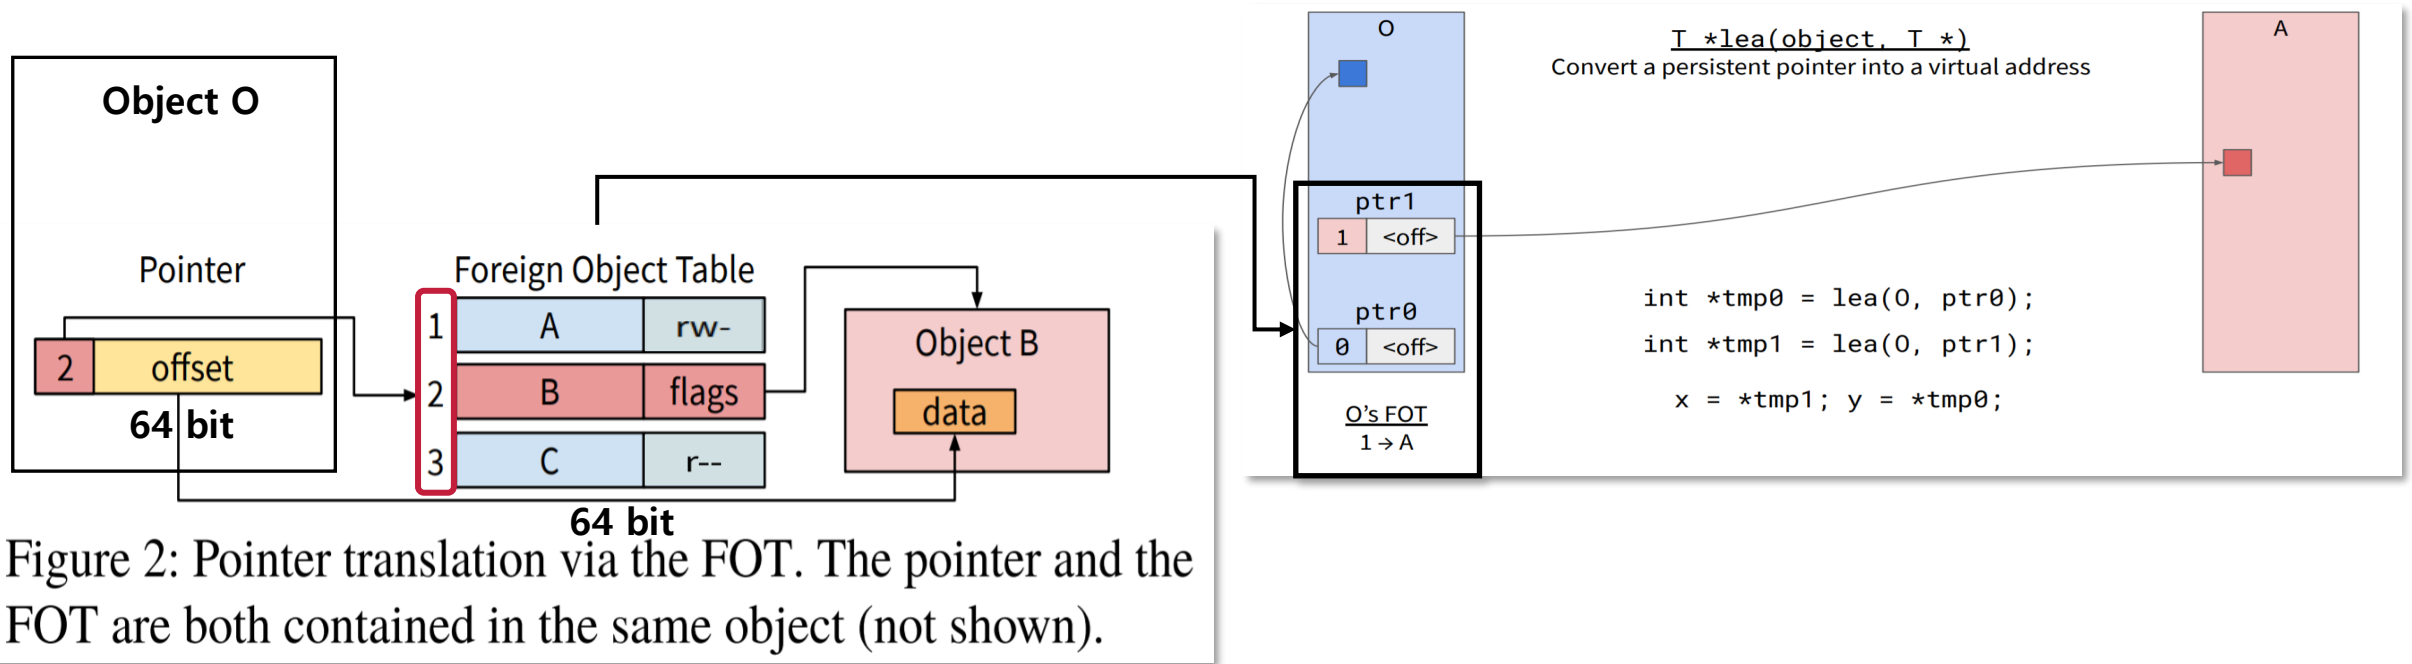 Object O
Pointer
2 offset
64 bit
Foreign Object Table
1 A rw-
2 B flags
3 C r--
Object B
data
64 bit
Figure 2: Pointer translation via the FOT. The pointer and the
FOT are both contained in the same object (not shown).
O
ptr1
1 <off>
ptr0
0 <off>
O's FOT
1 → A
T *lea(object, T *)
Convert a persistent pointer into a virtual address
int *tmp0 = lea(O, ptr0);
int *tmp1 = lea(O, ptr1);
x = *tmp1; y = *tmp0;
A